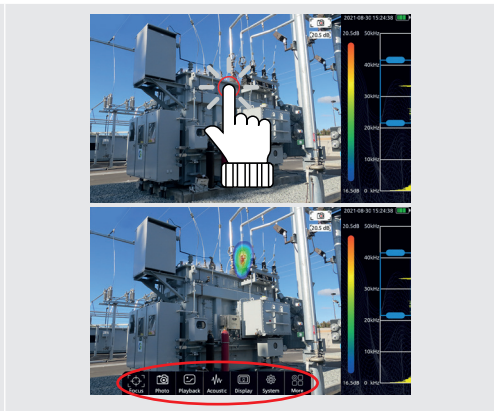 2021-08-30 15:24:38
20.5 dB
20.5dB
50kHz
40kHz
30kHz
20kHz
10kHz
16.5dB
0 kHz
2021-08-30 15:24:38
20.5 dB
20.5dB
50kHz
40kHz
30kHz
20kHz
10kHz
16.5dB
0 kHz
Focus
Photo
Playback
Acoustic
Display
System
More